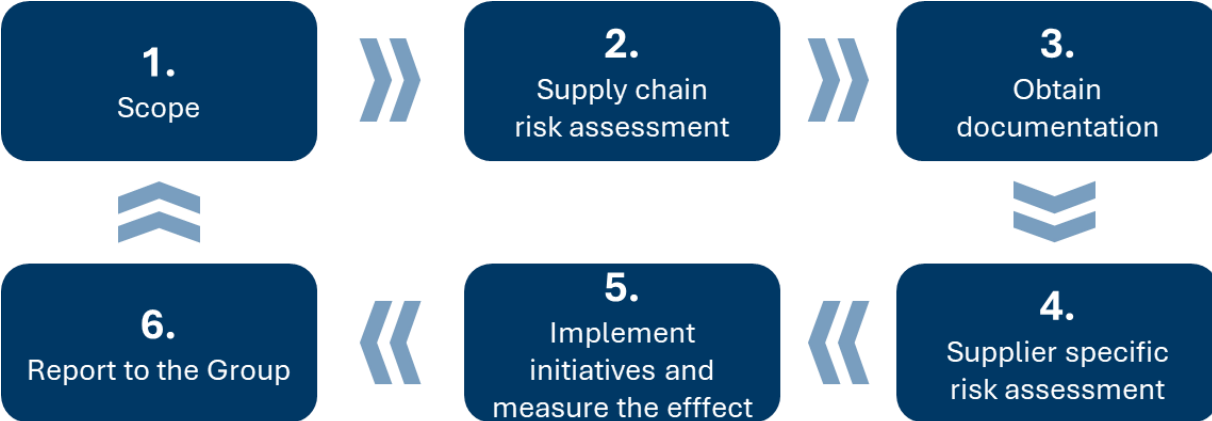 1.
Scope
2.
Supply chain
risk assessment
3.
Obtain
documentation
4.
Supplier specific
risk assessment
5.
Implement
initiatives and
measure the efffect
6.
Report to the Group